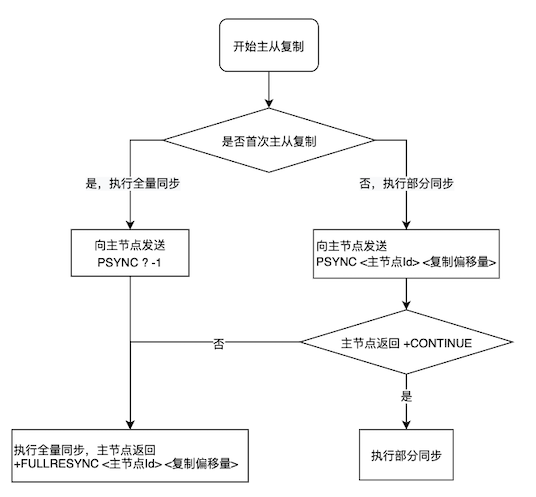 开始主从复制
是否首次主从复制
是，执行全量同步
否，执行部分同步
向主节点发送
PSYNC ? -1
向主节点发送
PSYNC <主节点Id> <复制偏移量>
主节点返回 +CONTINUE
否
是
执行全量同步，主节点返回
+FULLRESYNC <主节点Id> <复制偏移量>
执行部分同步